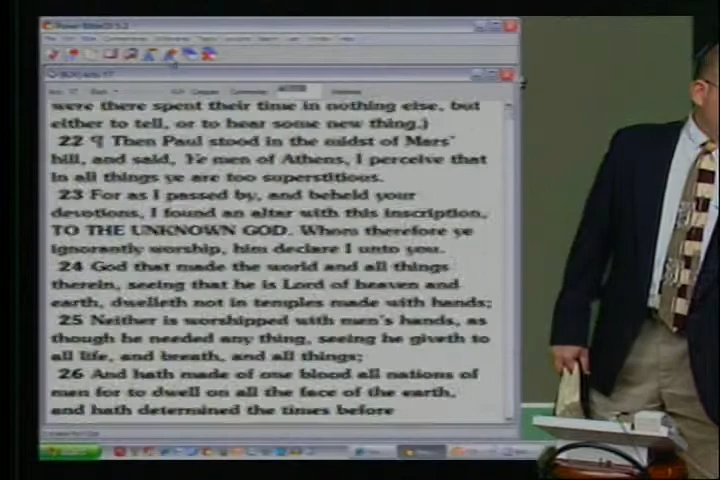 were there spent their time in nothing else, but
either to tell, or to hear some new thing.)
22 ¶ Then Paul stood in the midst of Mars'
hill, and said, Ye men of Athens, I perceive that
in all things ye are too superstitious.
23 For as I passed by, and beheld your
devotions, I found an altar with this inscription,
TO THE UNKNOWN GOD. Whom therefore ye
ignorantly worship, him declare I unto you.
24 God that made the world and all things
therein, seeing that he is Lord of heaven and
earth, dwelleth not in temples made with hands;
25 Neither is worshipped with men's hands, as
though he needed any thing, seeing he giveth to
all life, and breath, and all things;
26 And hath made of one blood all nations of
men for to dwell on all the face of the earth,
and hath determined the times before